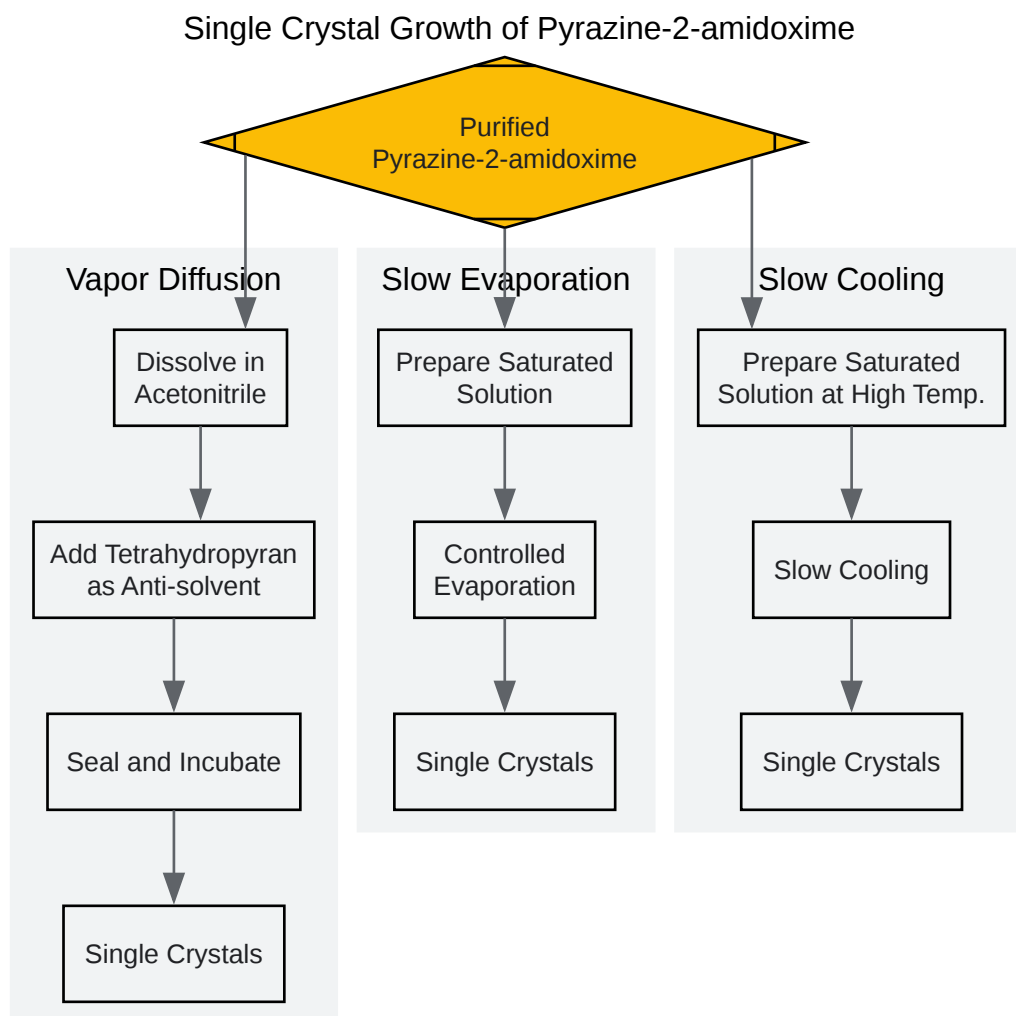 Single Crystal Growth of Pyrazine-2-amidoxime
Purified
Pyrazine-2-amidoxime
Vapor Diffusion
Dissolve in
Acetonitrile
Add Tetrahydropyran
as Anti-solvent
Seal and Incubate
Single Crystals
Slow Evaporation
Prepare Saturated
Solution
Controlled
Evaporation
Single Crystals
Slow Cooling
Prepare Saturated
Solution at High Temp.
Slow Cooling
Single Crystals